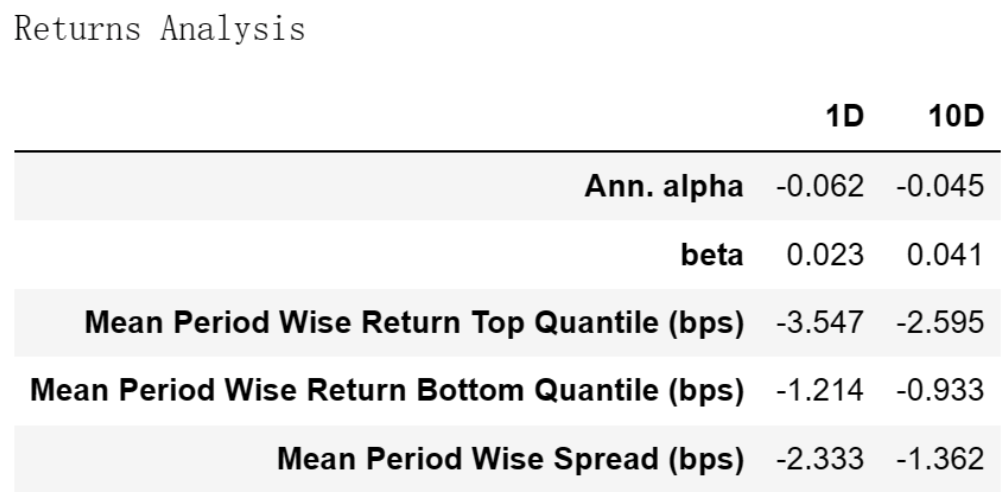 Returns Analysis
1D 10D
Ann. alpha -0.062 -0.045
beta 0.023 0.041
Mean Period Wise Return Top Quantile (bps) -3.547 -2.595
Mean Period Wise Return Bottom Quantile (bps) -1.214 -0.933
Mean Period Wise Spread (bps) -2.333 -1.362